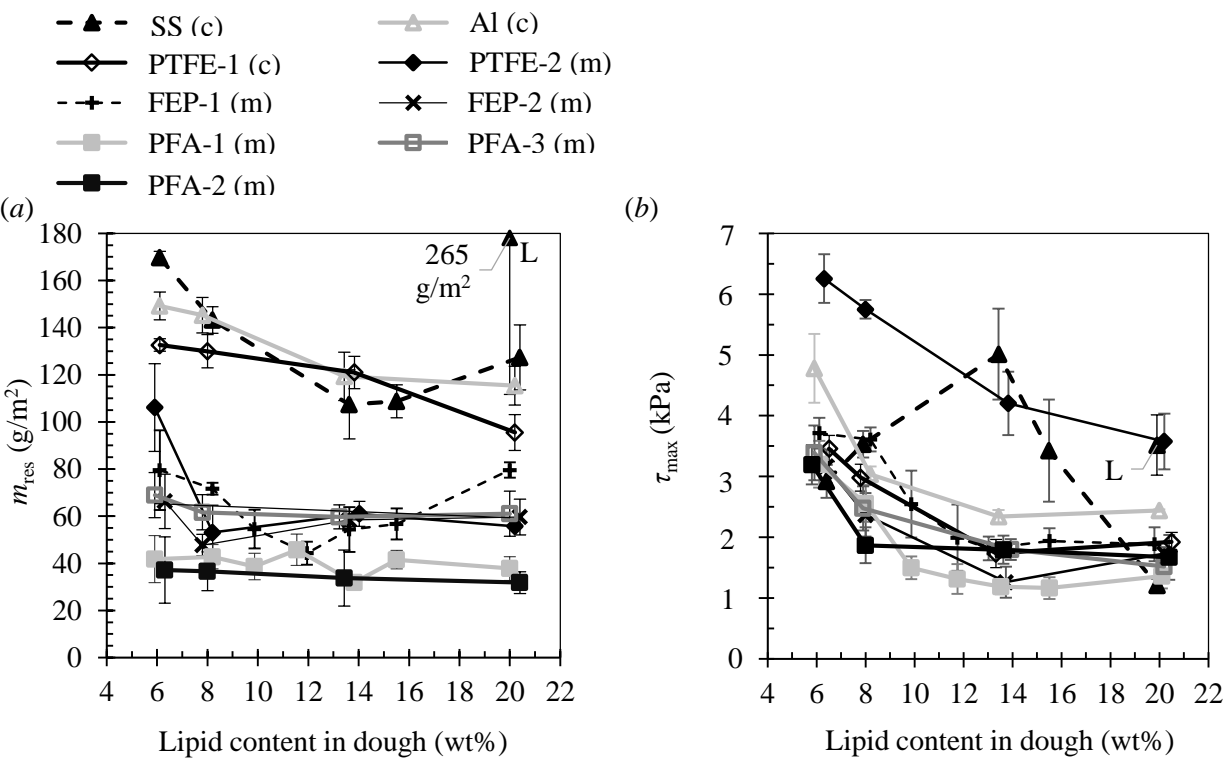 SS (c) Al (c)
PTFE-1 (c) PTFE-2 (m)
FEP-1 (m) FEP-2 (m)
PFA-1 (m) PFA-3 (m)
PFA-2 (m)
(a) (b)
180
160
140
120
100
80
60
40
20
0
m_res (g/m²)
265
g/m²
L
4 6 8 10 12 14 16 18 20 22
Lipid content in dough (wt%)
7
6
5
4
3
2
1
0
τ_max (kPa)
L
4 6 8 10 12 14 16 18 20 22
Lipid content in dough (wt%)